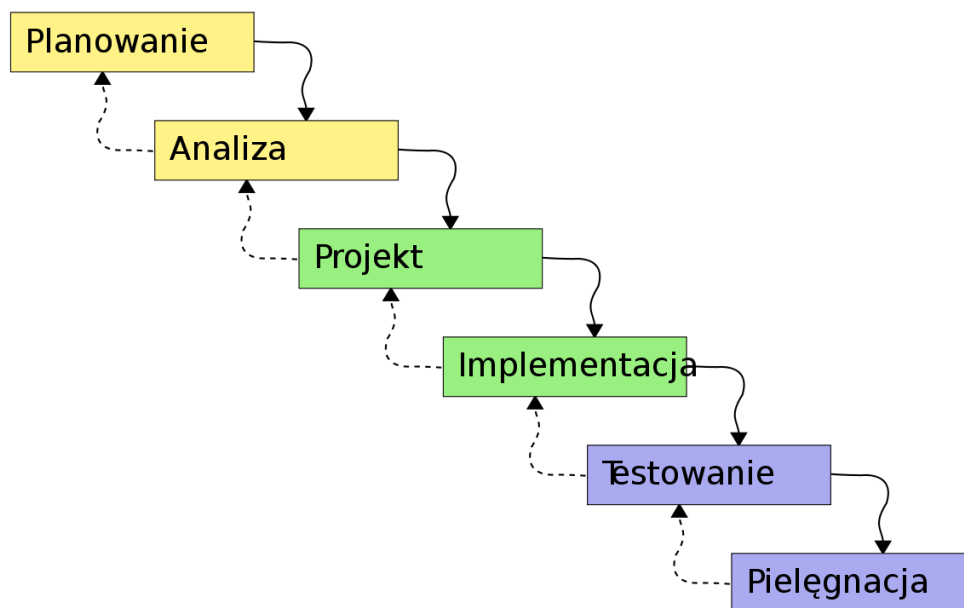 Planowanie
Analiza
Projekt
Implementacja
Testowanie
Pielęgnacja